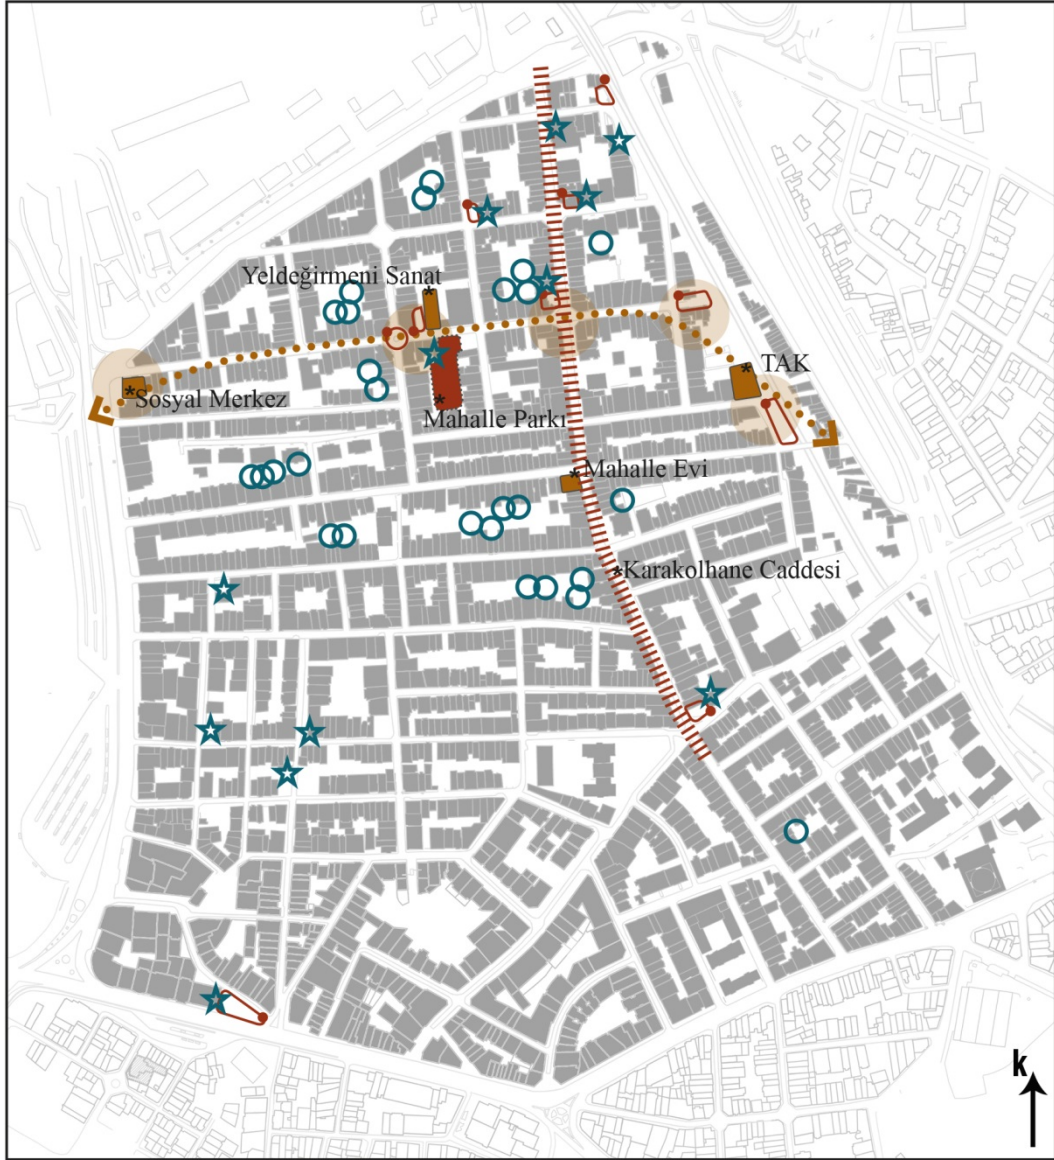 Yeldeğirmeni Sanat
TAK
*Sosyal Merkez
Mahalle Parkı
*Mahalle Evi
*Karakolhane Caddesi
k